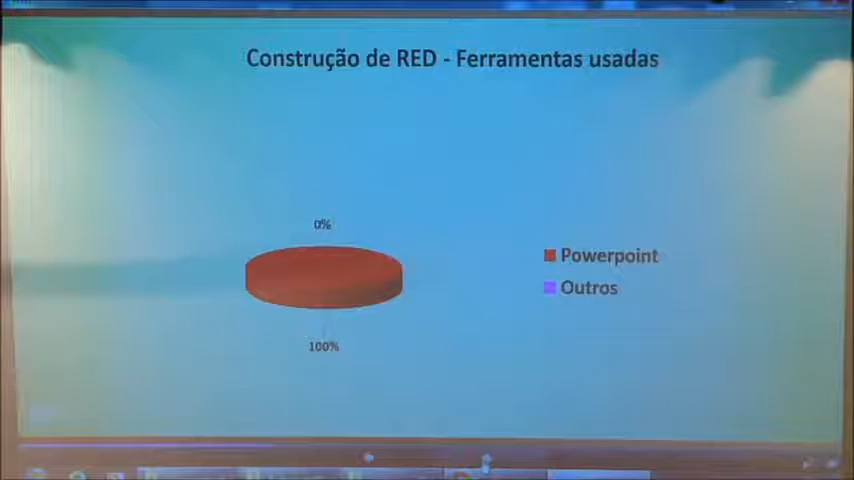 Construção de RED - Ferramentas usadas
0%
Powerpoint
Outros
100%